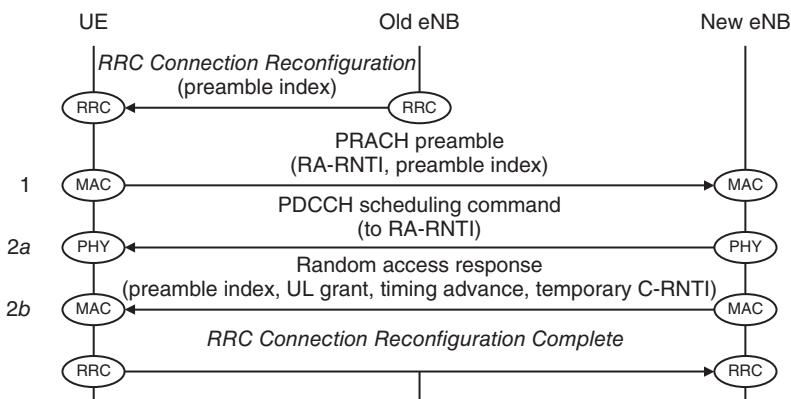 UE Old eNB New eNB
RRC Connection Reconfiguration
(preamble index)
RRC RRC
PRACH preamble
(RA-RNTI, preamble index)
1 MAC MAC
PDCCH scheduling command
(to RA-RNTI)
2a PHY PHY
Random access response
(preamble index, UL grant, timing advance, temporary C-RNTI)
2b MAC MAC
RRC Connection Reconfiguration Complete
RRC RRC